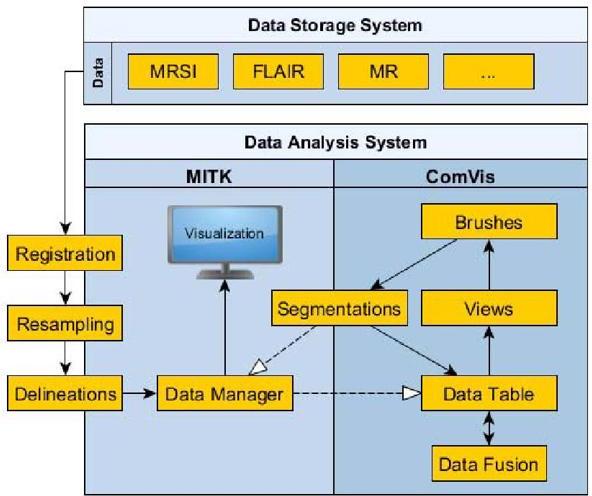 Data Storage System
Data
MRSI
FLAIR
MR
...
Data Analysis System
MITK
ComVis
Visualization
Brushes
Registration
Segmentations
Views
Resampling
Delineations
Data Manager
Data Table
Data Fusion